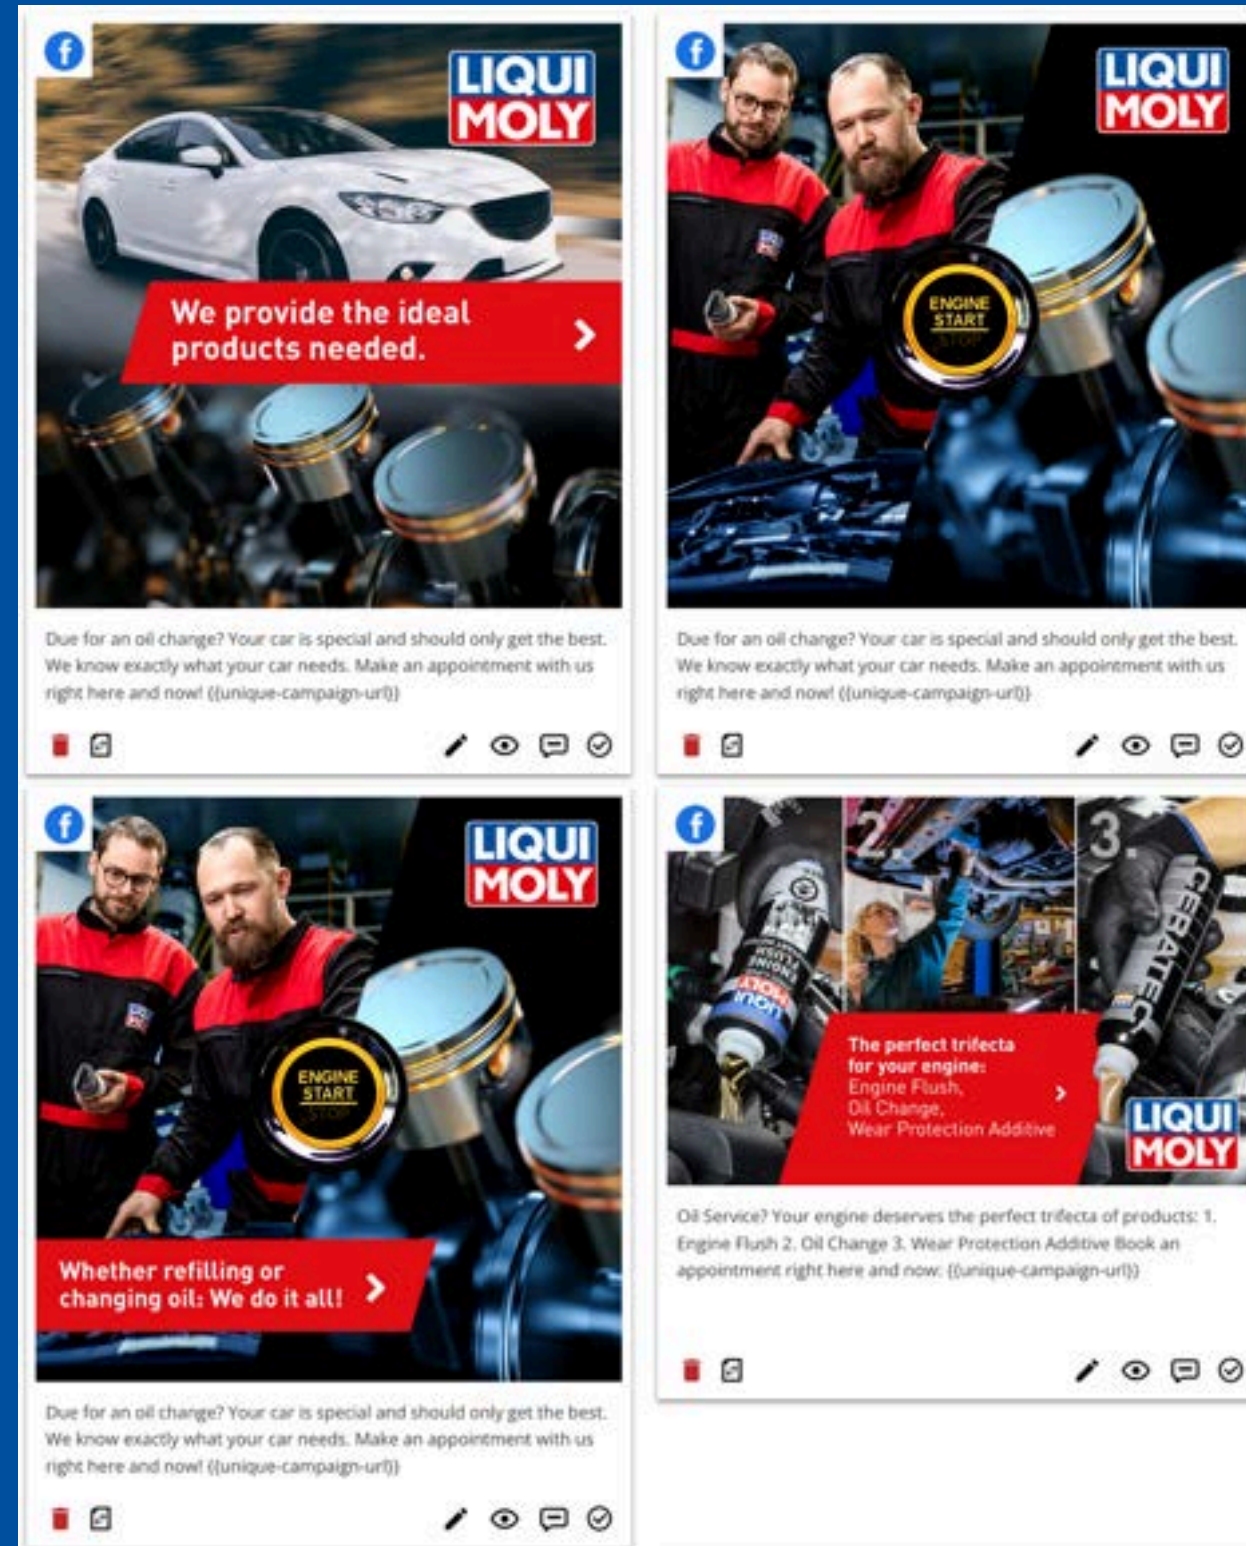 LIQUI
MOLY
We provide the ideal
products needed.
Due for an oil change? Your car is special and should only get the best.
We know exactly what your car needs. Make an appointment with us
right here and now! {{unique-campaign-url}}
LIQUI
MOLY
ENGINE
START
STOP
Due for an oil change? Your car is special and should only get the best.
We know exactly what your car needs. Make an appointment with us
right here and now! {{unique-campaign-url}}
LIQUI
MOLY
ENGINE
START
STOP
Whether refilling or
changing oil: We do it all!
Due for an oil change? Your car is special and should only get the best.
We know exactly what your car needs. Make an appointment with us
right here and now! {{unique-campaign-url}}
2.
3.
ENGINE
FLUSH
LIQUI
MOLY
CERATEC
The perfect trifecta
for your engine:
Engine Flush,
Oil Change,
Wear Protection Additive
LIQUI
MOLY
Oil Service? Your engine deserves the perfect trifecta of products: 1.
Engine Flush 2. Oil Change 3. Wear Protection Additive Book an
appointment right here and now: {{unique-campaign-url}}